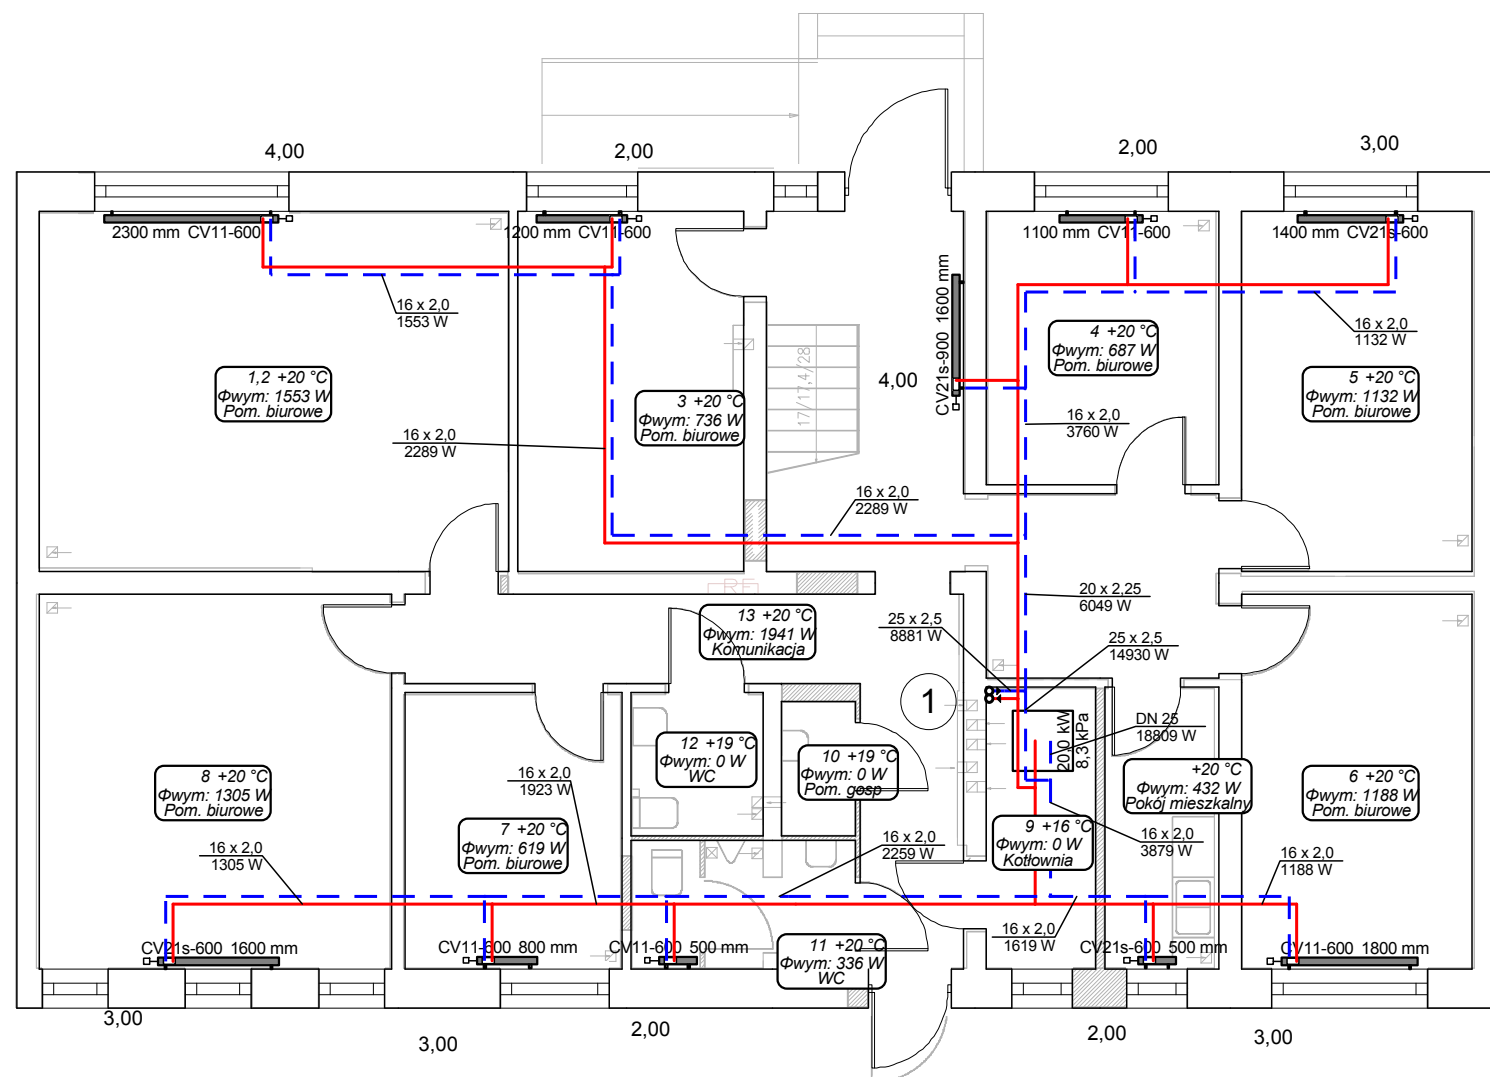 4,00
2,00
2,00
3,00
2300 mm CV11-600
1200 mm CV11-600
1100 mm CV11-600
1400 mm CV21s-600
16 x 2,0
1553 W
CV21s-900 1600 mm
16 x 2,0
1132 W
1,2 +20 °C
Φwym: 1553 W
Pom. biurowe
3 +20 °C
Φwym: 736 W
Pom. biurowe
17/17,4/28
4,00
4 +20 °C
Φwym: 687 W
Pom. biurowe
5 +20 °C
Φwym: 1132 W
Pom. biurowe
16 x 2,0
2289 W
16 x 2,0
3760 W
16 x 2,0
2289 W
RE
20 x 2,25
6049 W
13 +20 °C
Φwym: 1941 W
Komunikacja
25 x 2,5
8881 W
25 x 2,5
14930 W
1
DN 25
18809 W
20,0 kW
8,3 kPa
12 +19 °C
Φwym: 0 W
WC
10 +19 °C
Φwym: 0 W
Pom. gosp
+20 °C
Φwym: 432 W
Pokój mieszkalny
8 +20 °C
Φwym: 1305 W
Pom. biurowe
16 x 2,0
1923 W
6 +20 °C
Φwym: 1188 W
Pom. biurowe
7 +20 °C
Φwym: 619 W
Pom. biurowe
9 +16 °C
Φwym: 0 W
Kotłownia
16 x 2,0
3879 W
16 x 2,0
1305 W
16 x 2,0
2259 W
16 x 2,0
1188 W
16 x 2,0
1619 W
CV21s-600 1600 mm
CV11-600 800 mm
CV11-600 500 mm
11 +20 °C
Φwym: 336 W
WC
CV21s-600 500 mm
CV11-600 1800 mm
3,00
3,00
2,00
2,00
3,00